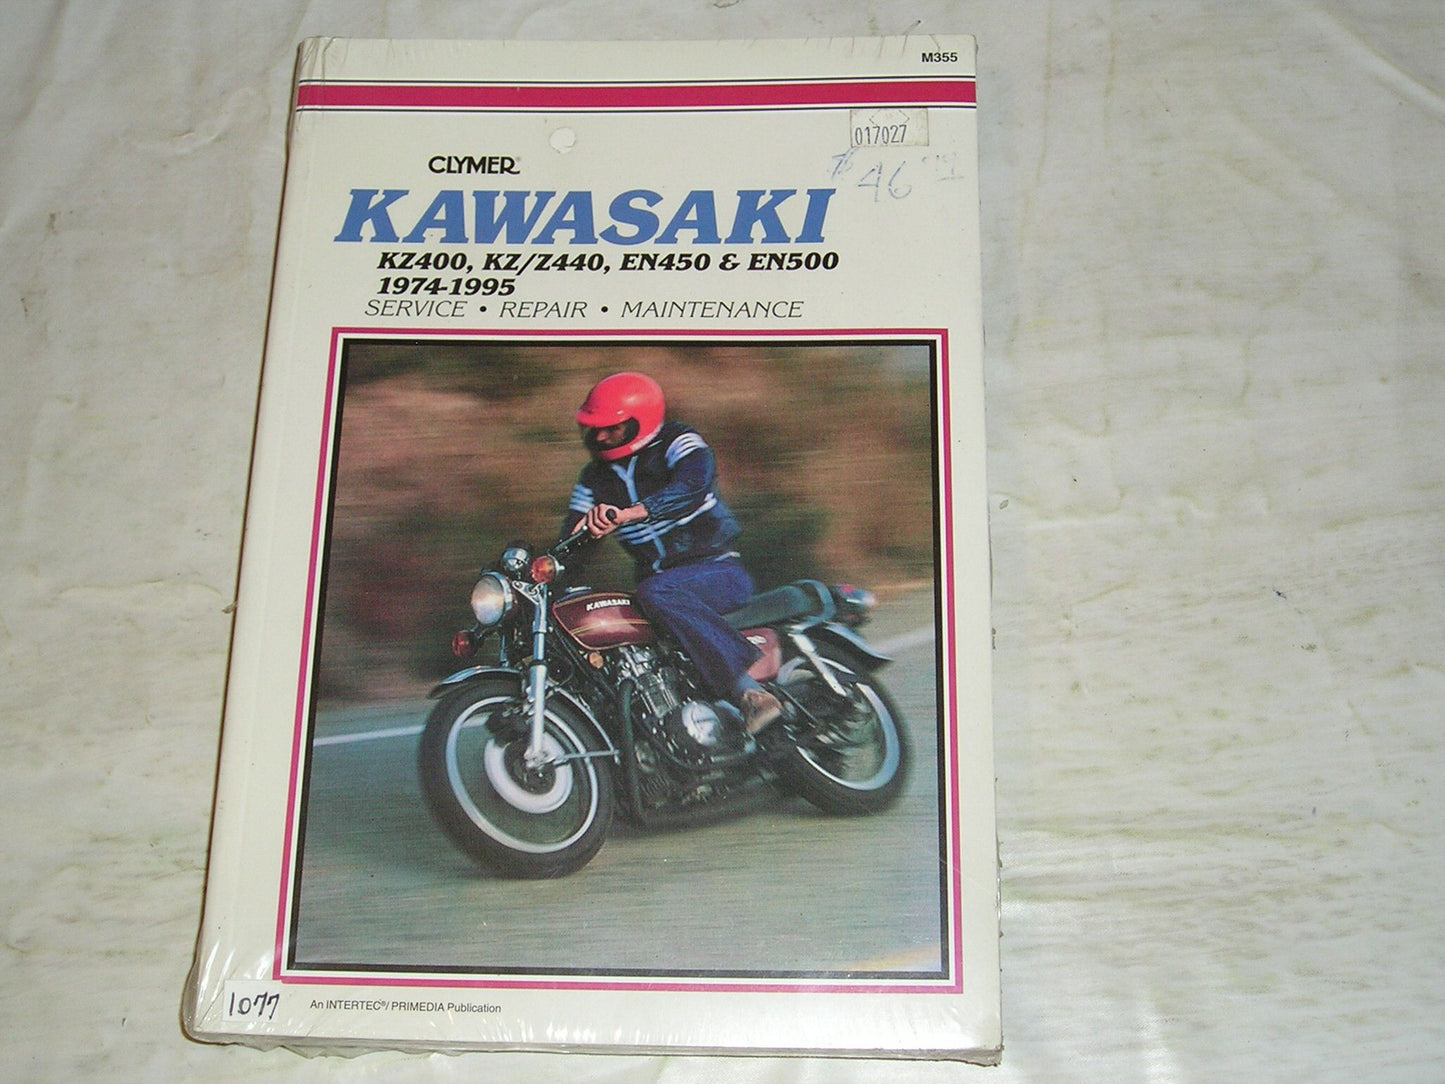 M355
017027
$46
CLYMER®
KAWASAKI
KZ400, KZ/Z440, EN450 & EN500
1974-1995
SERVICE • REPAIR • MAINTENANCE
KAWASAKI
1077
An INTERTEC®/PRIMEDIA Publication